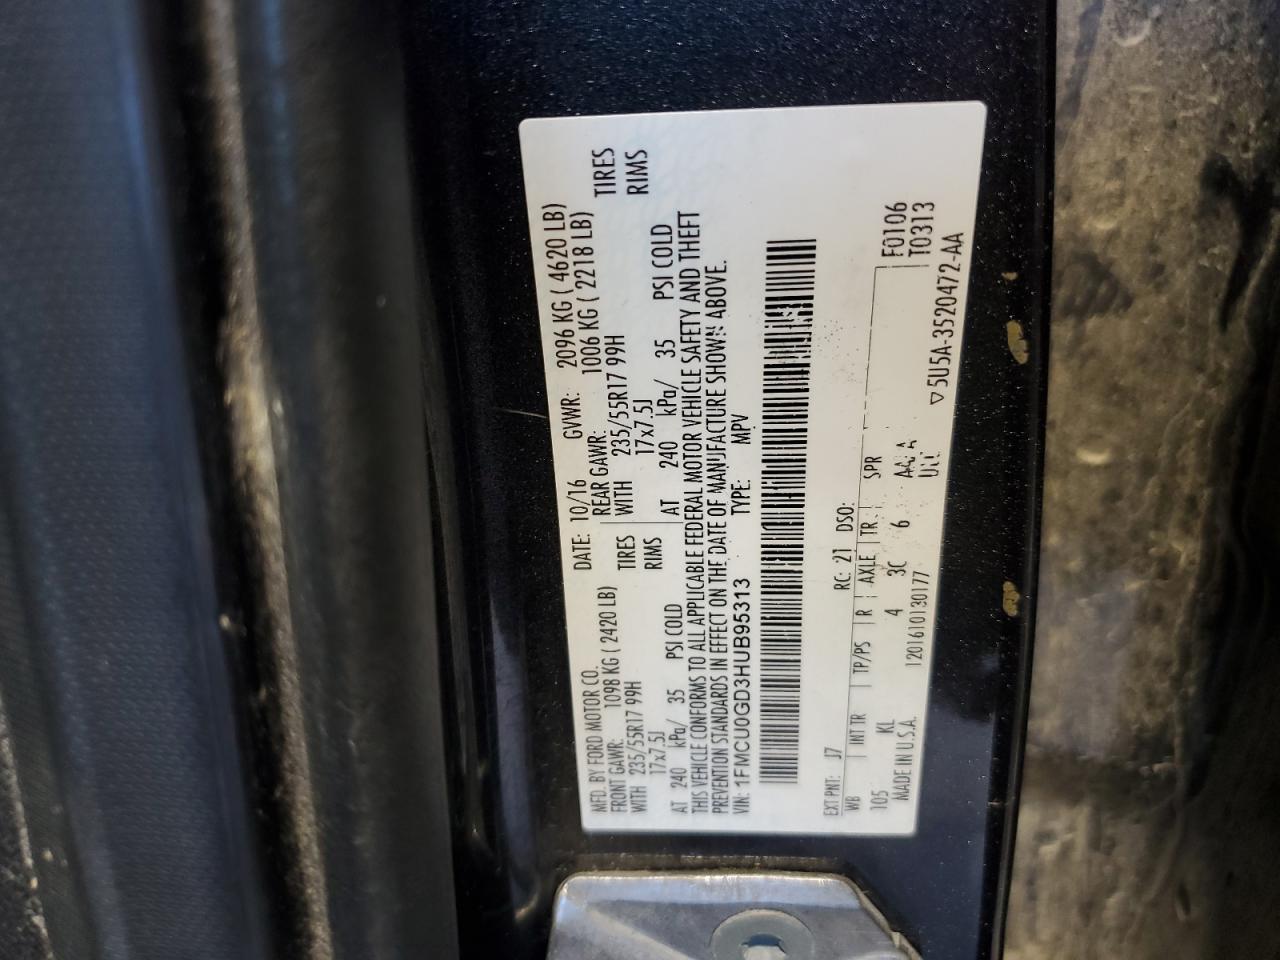 MFD. BY FORD MOTOR CO. DATE: 10/16 GVWR: 2096 KG ( 4620 LB)
FRONT GAWR: 1098 KG ( 2420 LB) REAR GAWR: 1006 KG ( 2218 LB)
WITH 235/55R17 99H TIRES WITH 235/55R17 99H TIRES
17x7.5J RIMS 17x7.5J RIMS
AT 240 kPa/ 35 PSI COLD AT 240 kPa/ 35 PSI COLD
THIS VEHICLE CONFORMS TO ALL APPLICABLE FEDERAL MOTOR VEHICLE SAFETY AND THEFT
PREVENTION STANDARDS IN EFFECT ON THE DATE OF MANUFACTURE SHOWN ABOVE.
VIN: 1FMCU0GD3HUB95313 TYPE: MPV
EXT PNT: J7 RC: 21 DSO:
WB INT TR TP/PS R AXLE TR SPR F0106
105 KL 4 3C 6 T0313
MADE IN U.S.A. 1201610130177 ▽5U5A-3520472-AA